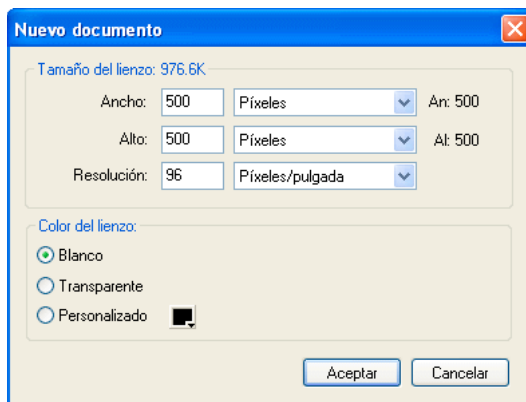 Nuevo documento
Tamaño del lienzo: 976.6K
Ancho: 500 Píxeles An: 500
Alto: 500 Píxeles Al: 500
Resolución: 96 Píxeles/pulgada
Color del lienzo:
Blanco
Transparente
Personalizado
Aceptar Cancelar